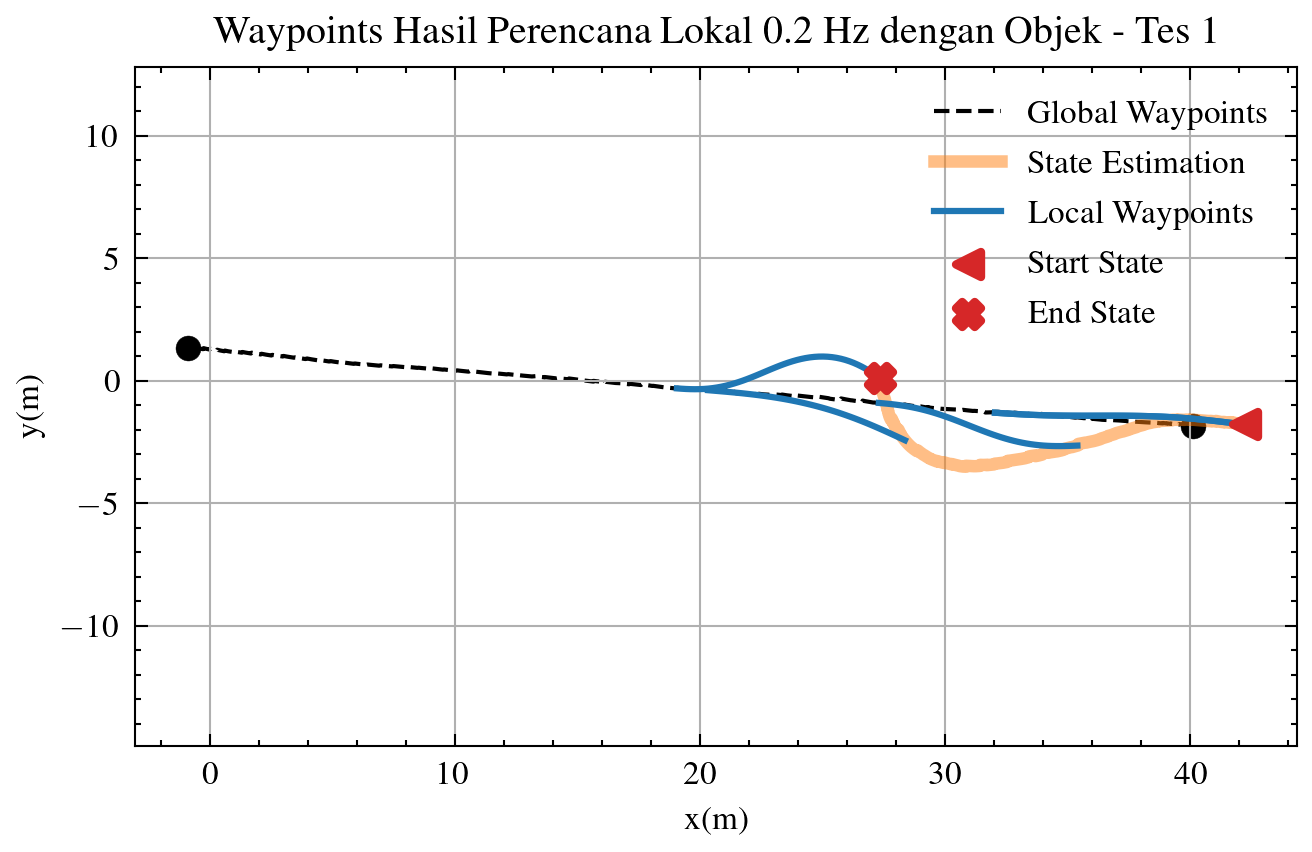 Waypoints Hasil Perencana Lokal 0.2 Hz dengan Objek - Tes 1
Global Waypoints
State Estimation
Local Waypoints
Start State
End State
y(m)
10
5
0
−5
−10
0
10
20
30
40
x(m)